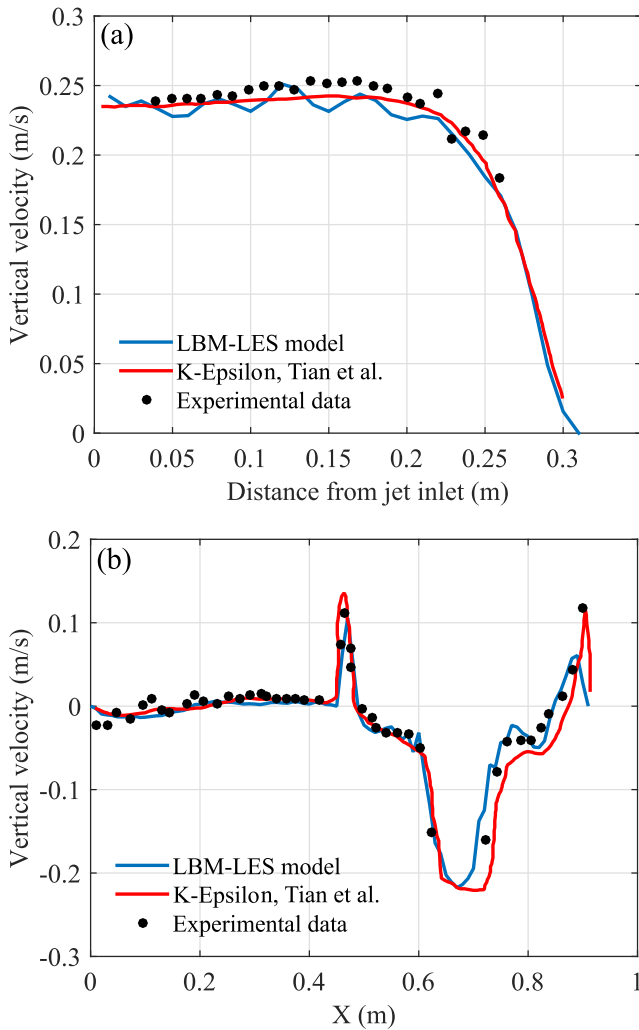 (a)
0.3
0.25
0.2
0.15
0.1
0.05
0
Vertical velocity (m/s)
LBM-LES model
K-Epsilon, Tian et al.
Experimental data
0 0.05 0.1 0.15 0.2 0.25 0.3
Distance from jet inlet (m)
(b)
0.2
0.1
0
-0.1
-0.2
-0.3
Vertical velocity (m/s)
LBM-LES model
K-Epsilon, Tian et al.
Experimental data
0 0.2 0.4 0.6 0.8 1
X (m)